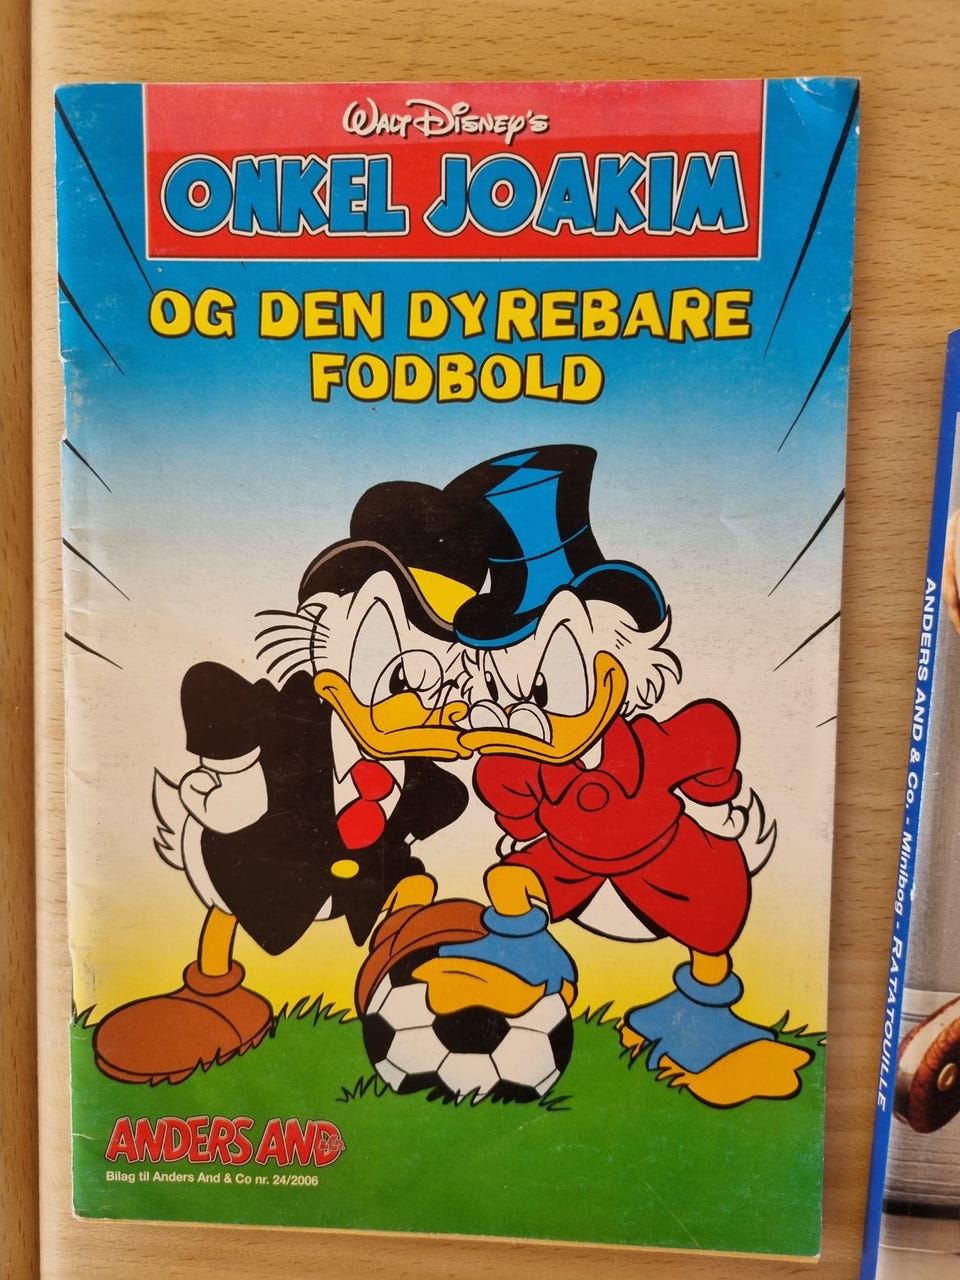 WALT DISNEY'S
ONKEL JOAKIM
OG DEN DYREBARE
FODBOLD
ANDERS AND & Co.
Bilag til Anders And & Co nr. 24/2006
ANDERS AND & Co. - Minibog - RATATOUILLE